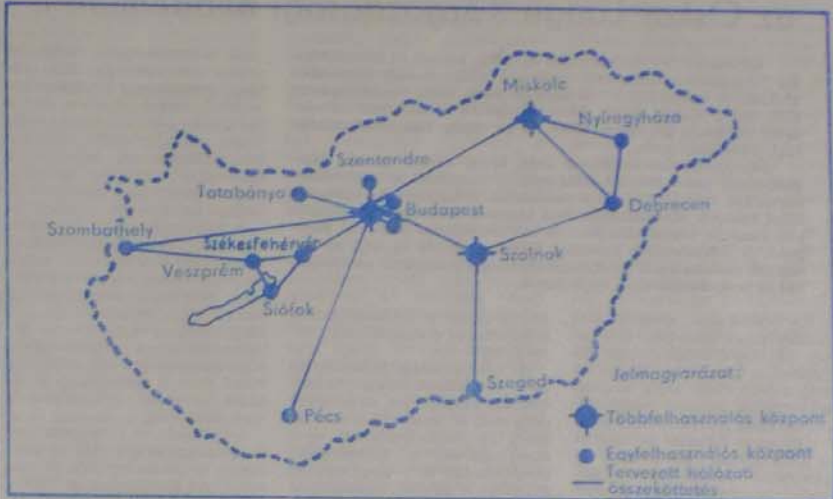 Miskolc
Nyíregyháza
Szentendre
Tatabánya
Budapest
Debrecen
Szombathely
Székesfehérvár
Szolnok
Veszprém
Siófok
Szeged
Pécs
Jelmagyarázat:
Többfelhasználós központ
Egyfelhasználós központ
Tervezett hálózati
összeköttetés